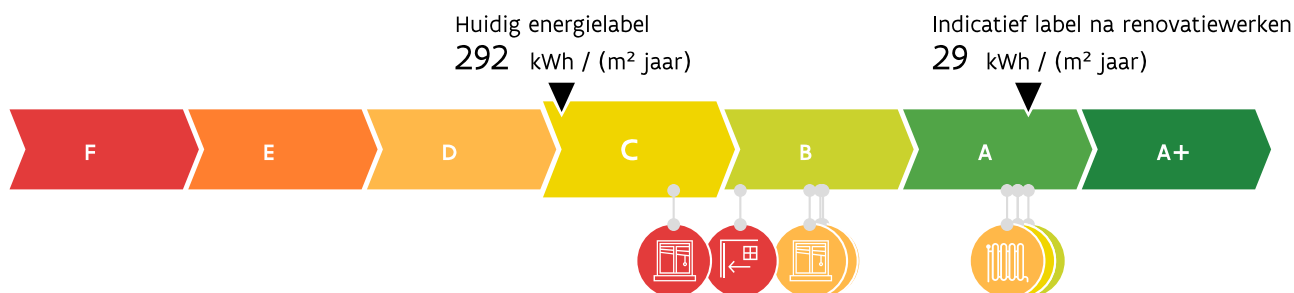 Huidig energielabel
292 kWh / (m² jaar)
Indicatief label na renovatiewerken
29 kWh / (m² jaar)
F E D C B A A+